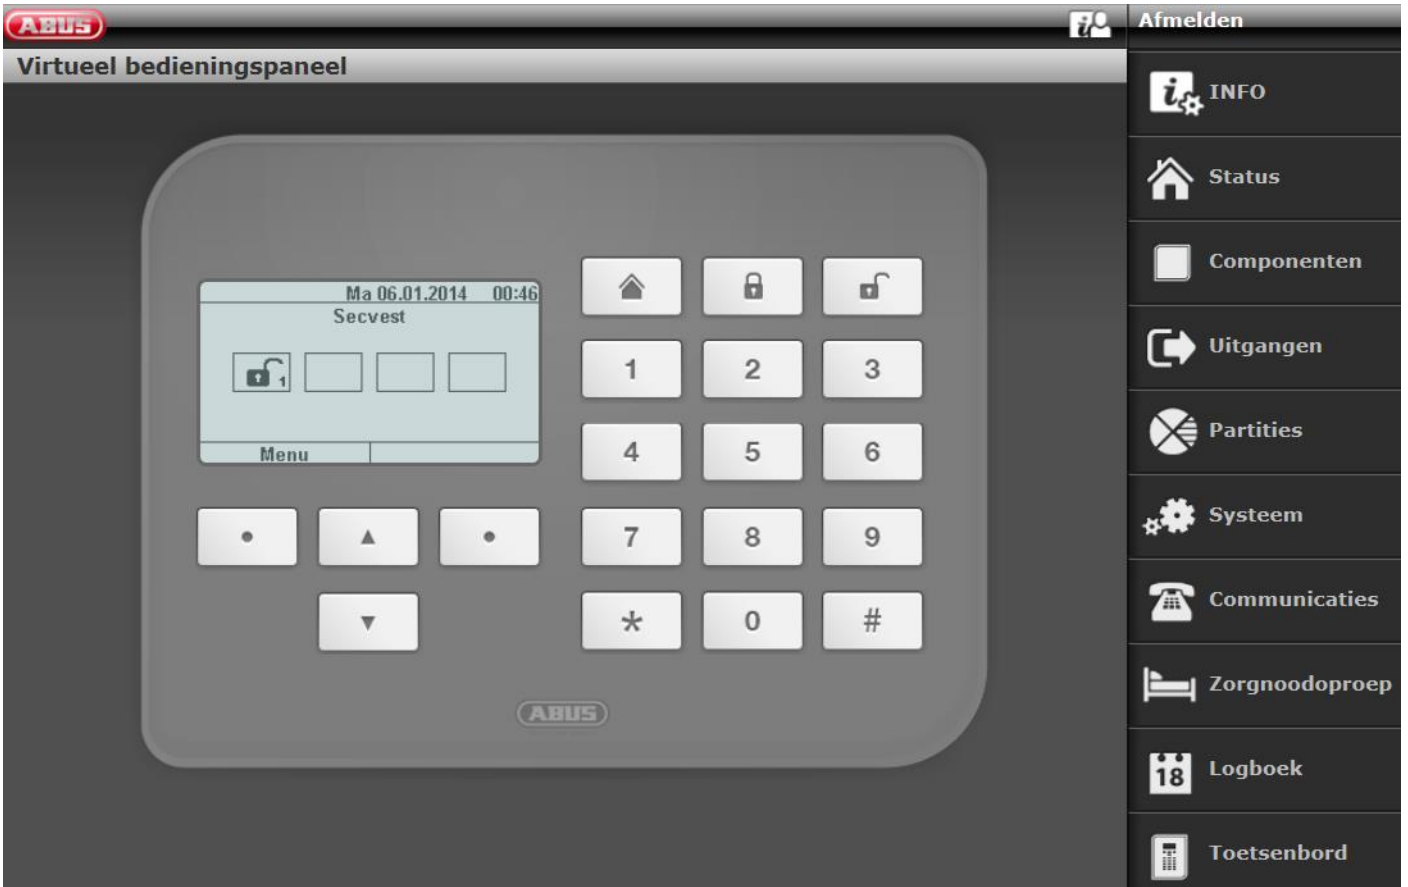 ABUS
Afmelden
Virtueel bedieningspaneel
INFO
Status
Componenten
Uitgangen
Partities
Systeem
Communicaties
Zorgnoodoproep
18
Logboek
Toetsenbord
Ma 06.01.2014 00:46
Secvest
1
Menu
1 2 3
4 5 6
7 8 9
* 0 #
ABUS